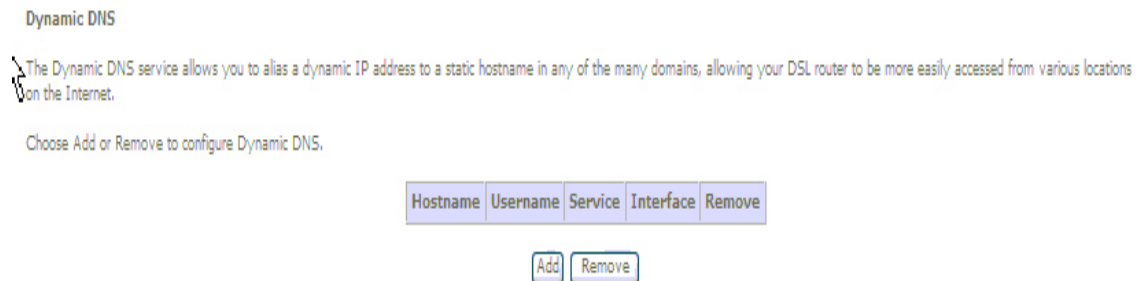 Dynamic DNS
The Dynamic DNS service allows you to alias a dynamic IP address to a static hostname in any of the many domains, allowing your DSL router to be more easily accessed from various locations
on the Internet.
Choose Add or Remove to configure Dynamic DNS.
Hostname Username Service Interface Remove
Add Remove